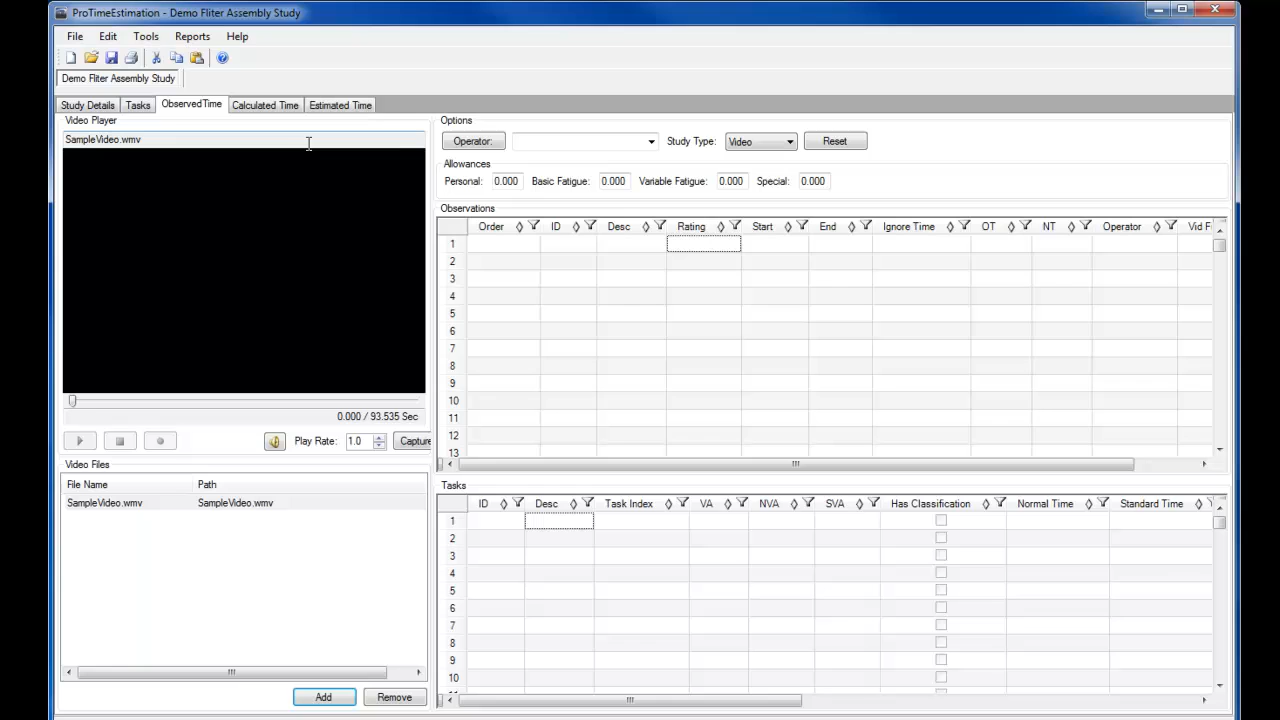 ProTimeEstimation - Demo Fliter Assembly Study
File Edit Tools Reports Help
Demo Fliter Assembly Study
Study Details Tasks ObservedTime Calculated Time Estimated Time
Video Player
SampleVideo.wmv
0.000 / 93.535 Sec
Play Rate: 1.0 Capture
Video Files
File Name Path
SampleVideo.wmv SampleVideo.wmv
Add Remove
Options
Operator: Study Type: Video Reset
Allowances
Personal: 0.000 Basic Fatigue: 0.000 Variable Fatigue: 0.000 Special: 0.000
Observations
Order ID Desc Rating Start End Ignore Time OT NT Operator Vid F
1
2
3
4
5
6
7
8
9
10
11
12
13
Tasks
ID Desc Task Index VA NVA SVA Has Classification Normal Time Standard Time
1
2
3
4
5
6
7
8
9
10